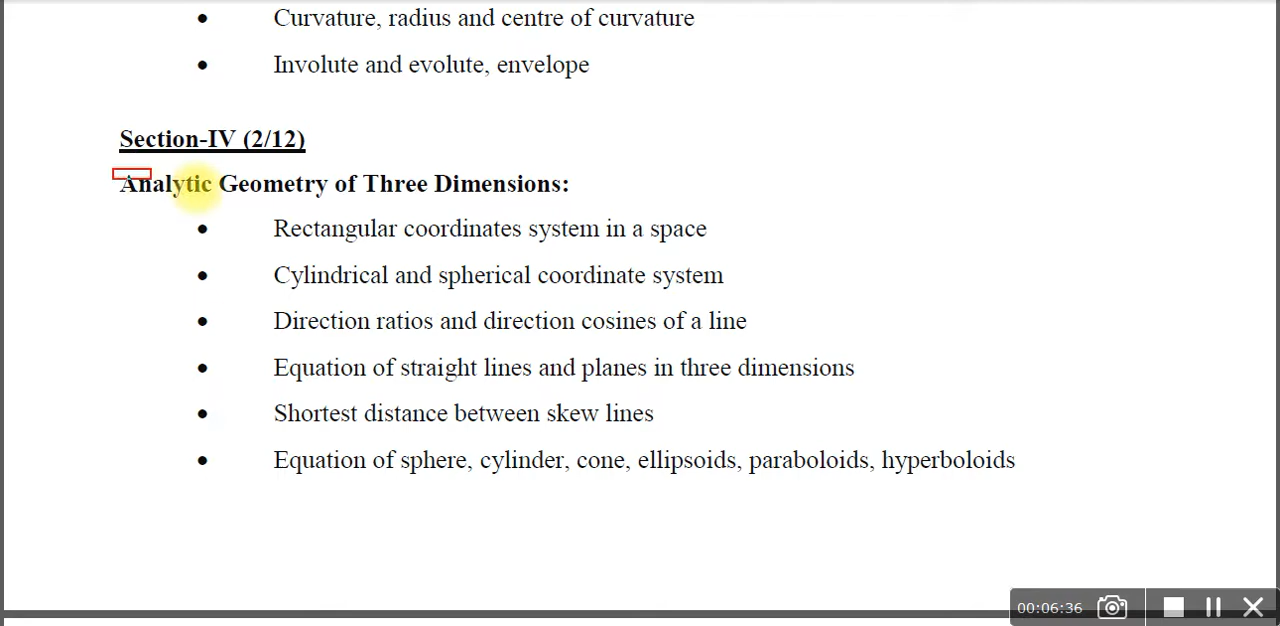 • Curvature, radius and centre of curvature
• Involute and evolute, envelope
Section-IV (2/12)
Analytic Geometry of Three Dimensions:
• Rectangular coordinates system in a space
• Cylindrical and spherical coordinate system
• Direction ratios and direction cosines of a line
• Equation of straight lines and planes in three dimensions
• Shortest distance between skew lines
• Equation of sphere, cylinder, cone, ellipsoids, paraboloids, hyperboloids
00:06:36